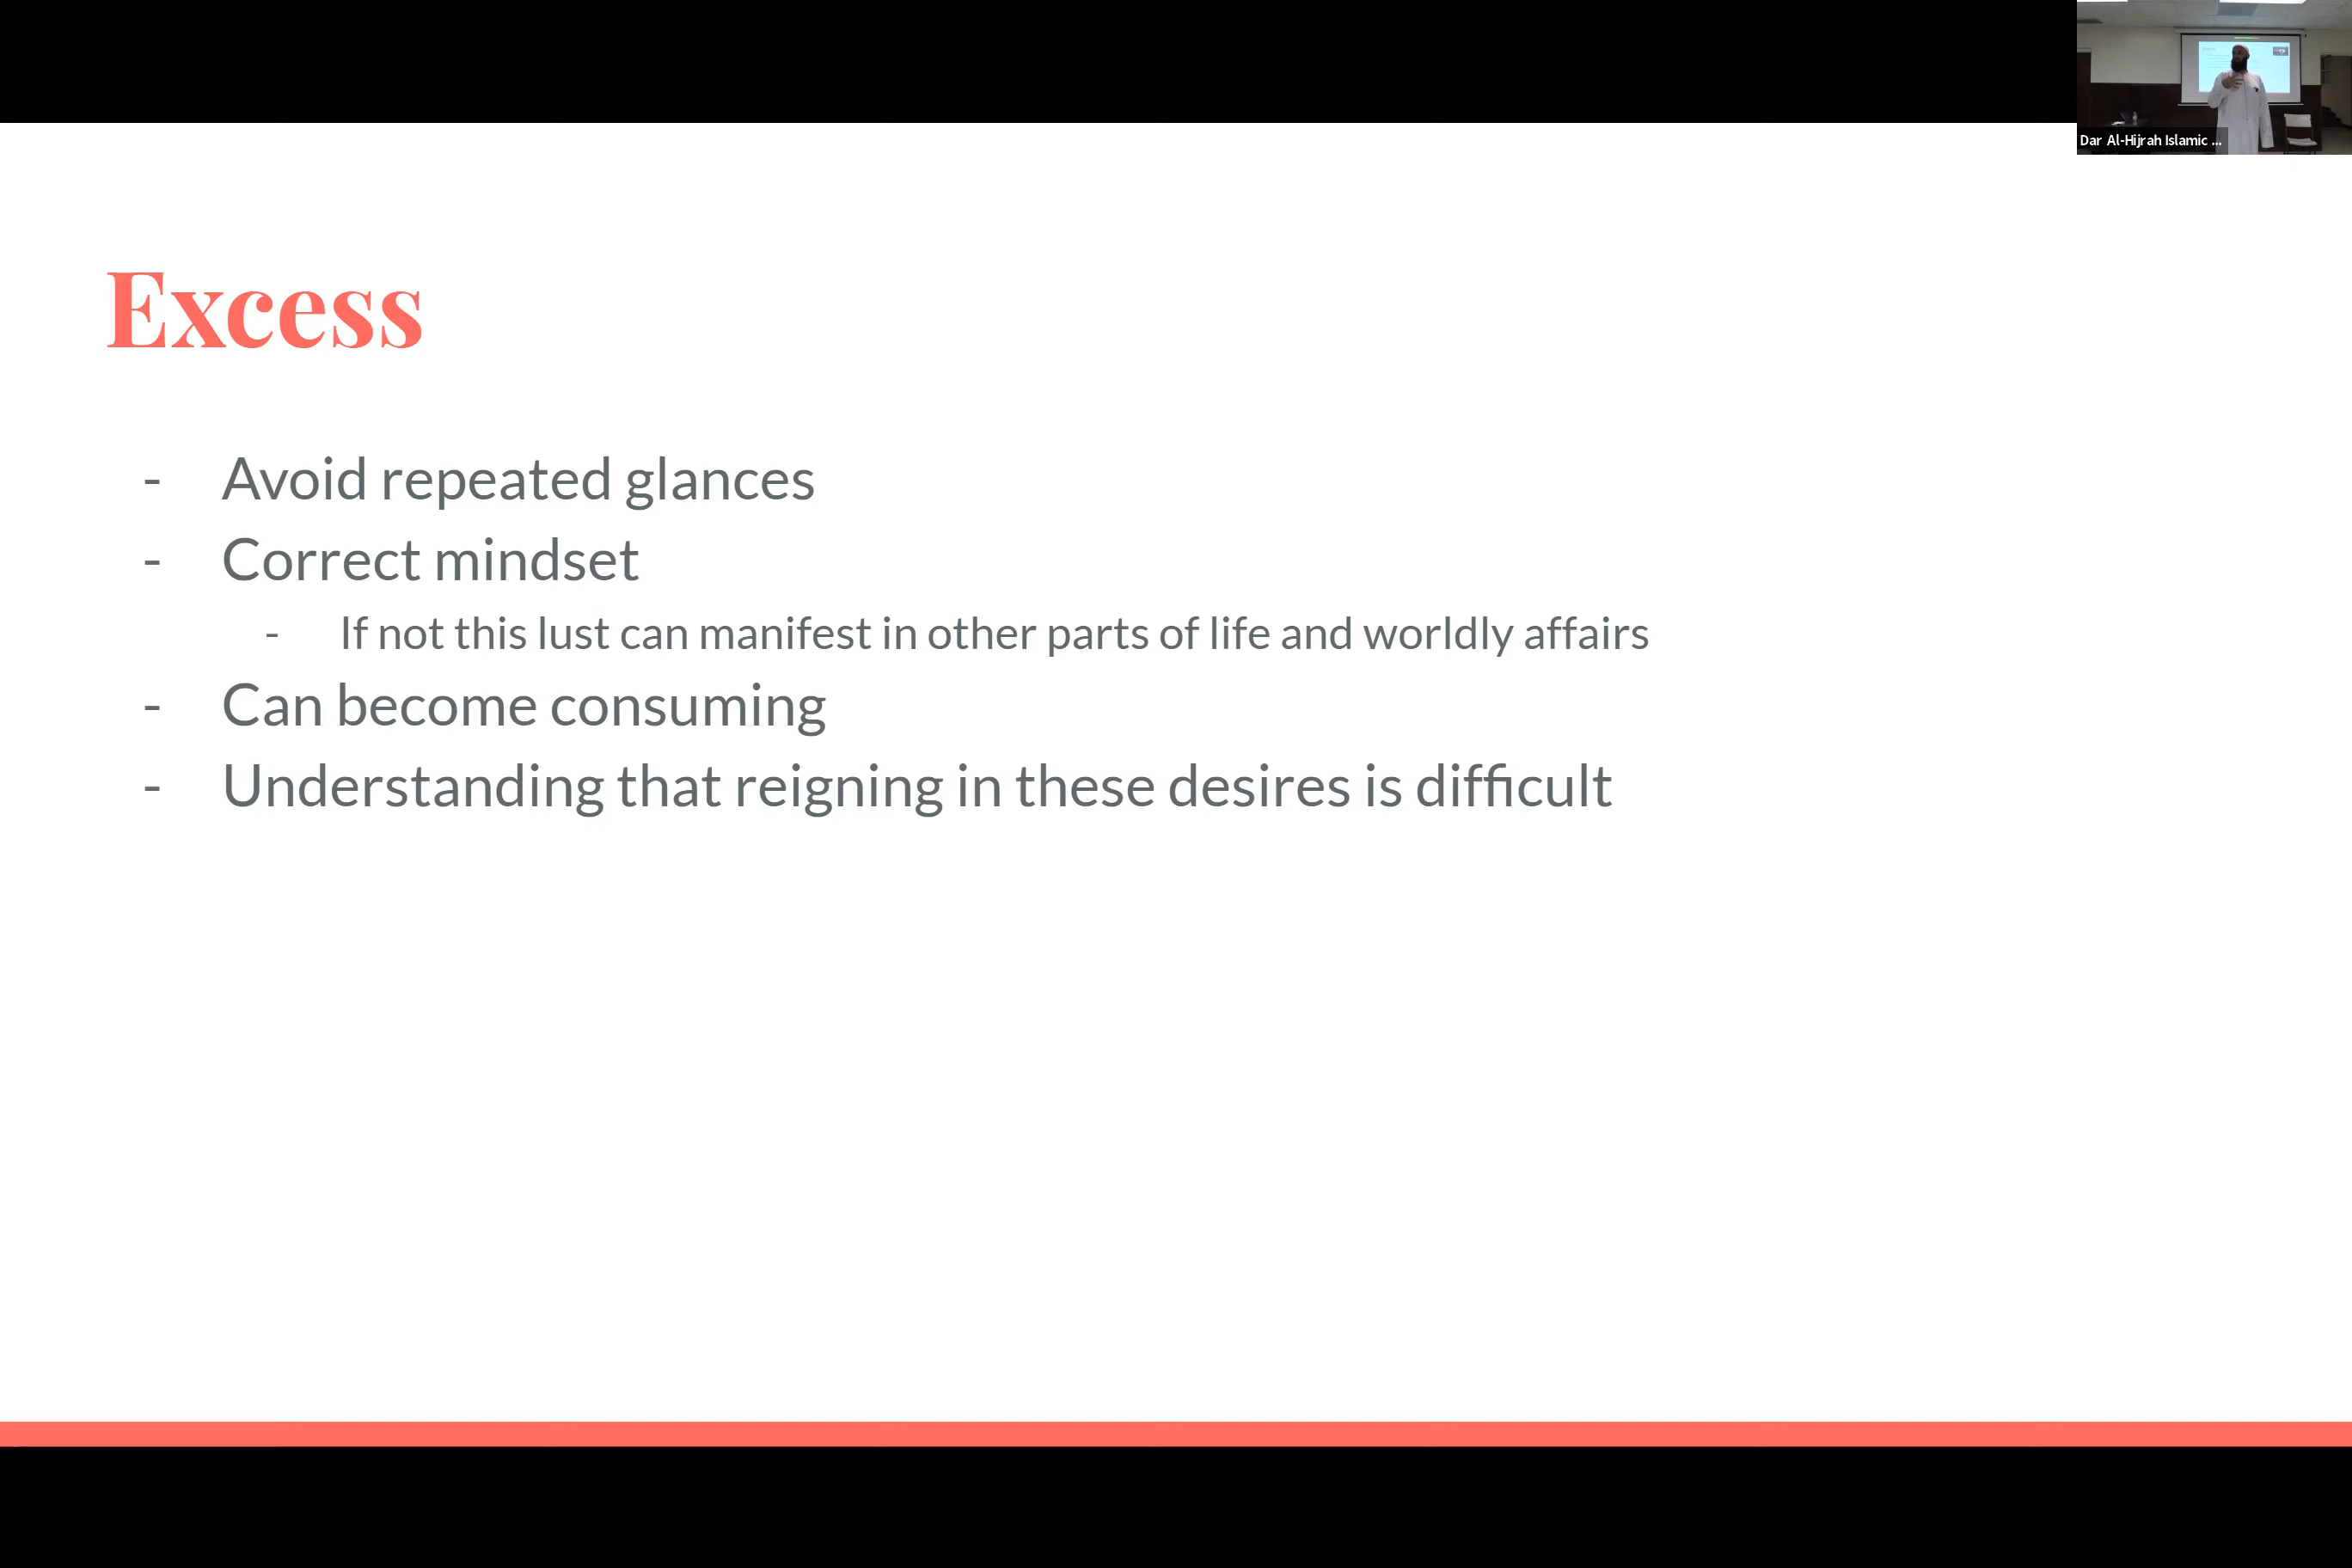 Dar Al-Hijrah Islamic ...
Excess
- Avoid repeated glances
- Correct mindset
- If not this lust can manifest in other parts of life and worldly affairs
- Can become consuming
- Understanding that reigning in these desires is difficult